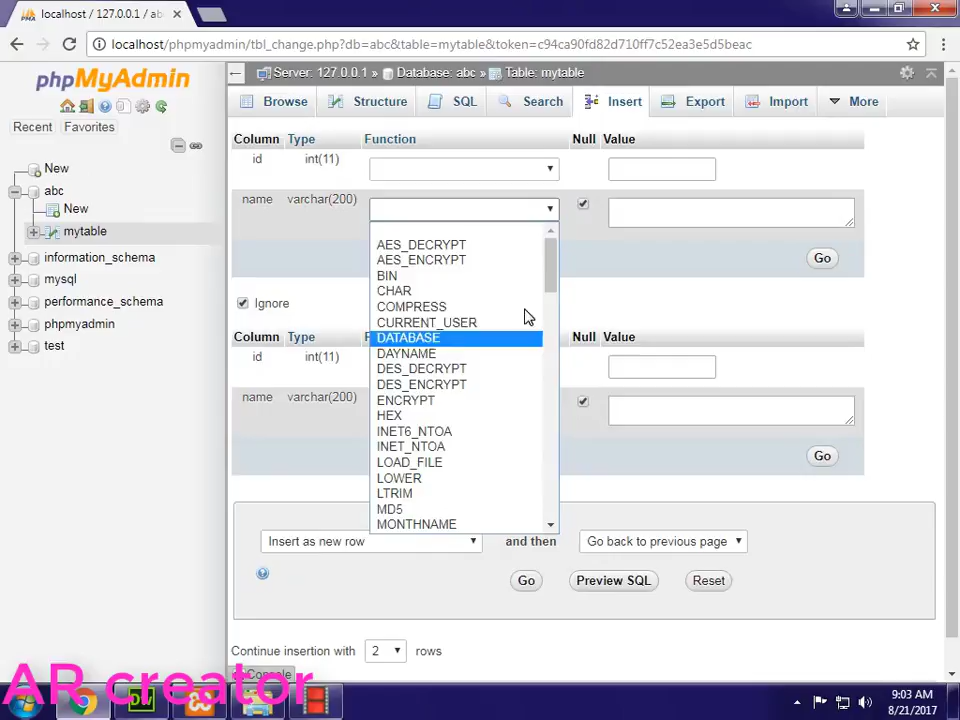 localhost / 127.0.0.1 / abc
localhost/phpmyadmin/tbl_change.php?db=abc&table=mytable&token=c94ca90fd82d710ff7c52ea3e5d5beac
phpMyAdmin
Recent
Favorites
New
abc
New
mytable
information_schema
mysql
performance_schema
phpmyadmin
test
Server: 127.0.0.1 » Database: abc » Table: mytable
Browse
Structure
SQL
Search
Insert
Export
Import
More
Column Type Function Null Value
id int(11)
name varchar(200)
AES_DECRYPT
AES_ENCRYPT
BIN
CHAR
COMPRESS
CURRENT_USER
DATABASE
DAYNAME
DES_DECRYPT
DES_ENCRYPT
ENCRYPT
HEX
INET6_NTOA
INET_NTOA
LOAD_FILE
LOWER
LTRIM
MD5
MONTHNAME
Go
Ignore
Column Type Null Value
id int(11)
name varchar(200)
Go
Insert as new row
and then
Go back to previous page
Go
Preview SQL
Reset
Continue insertion with 2 rows
Console
AR creator
9:03 AM
8/21/2017